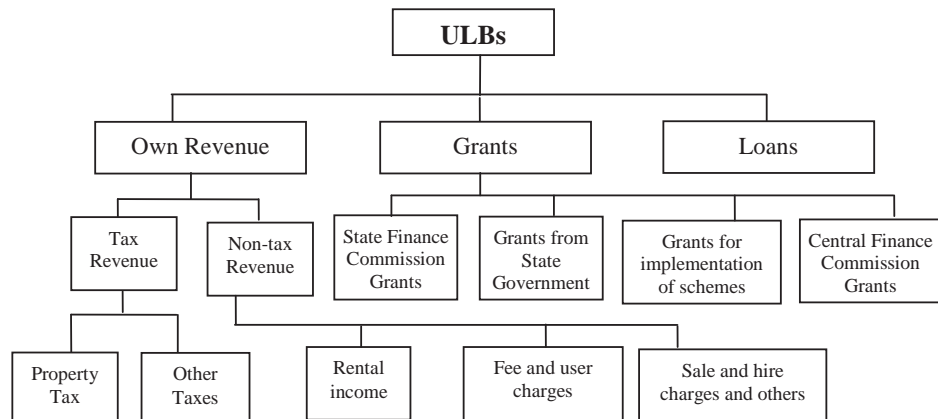 ULBs
Own Revenue
Grants
Loans
Tax
Revenue
Non-tax
Revenue
State Finance
Commission
Grants
Grants from
State
Government
Grants for
implementation
of schemes
Central Finance
Commission
Grants
Property
Tax
Other
Taxes
Rental
income
Fee and user
charges
Sale and hire
charges and others